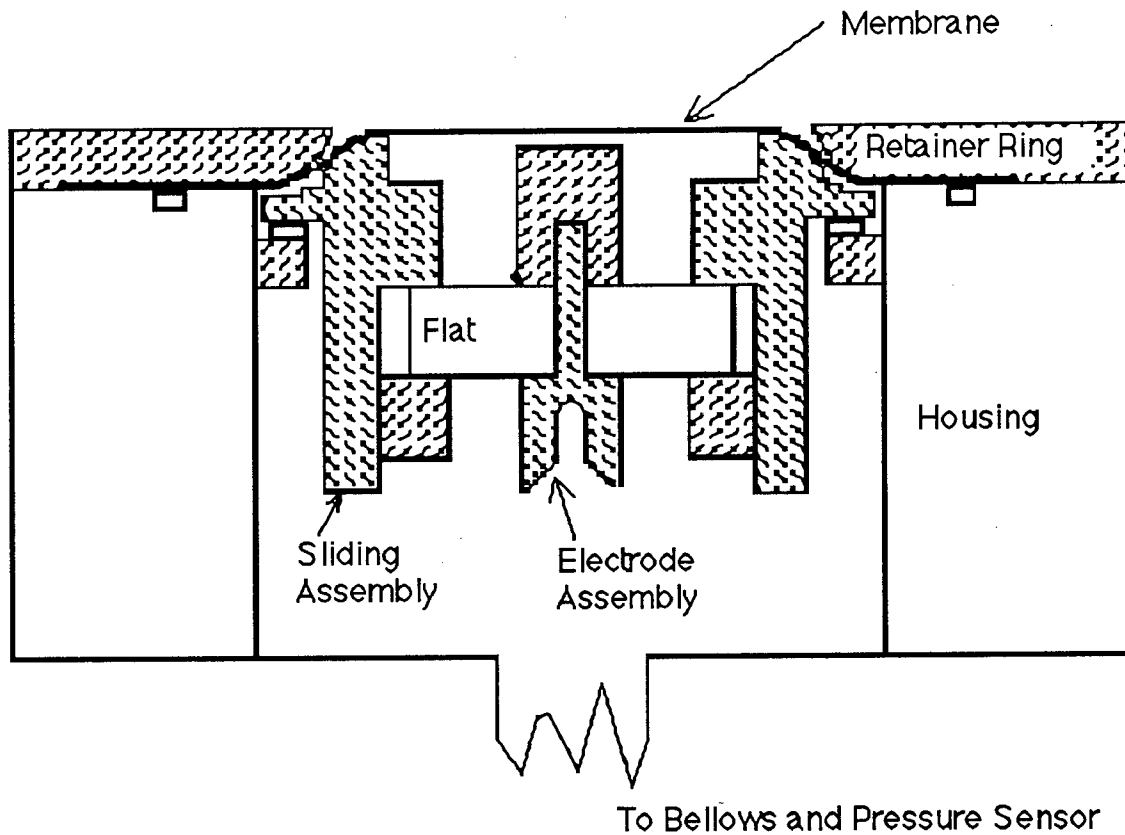 Membrane
Retainer Ring
Flat
Housing
Sliding
Assembly
Electrode
Assembly
To Bellows and Pressure Sensor